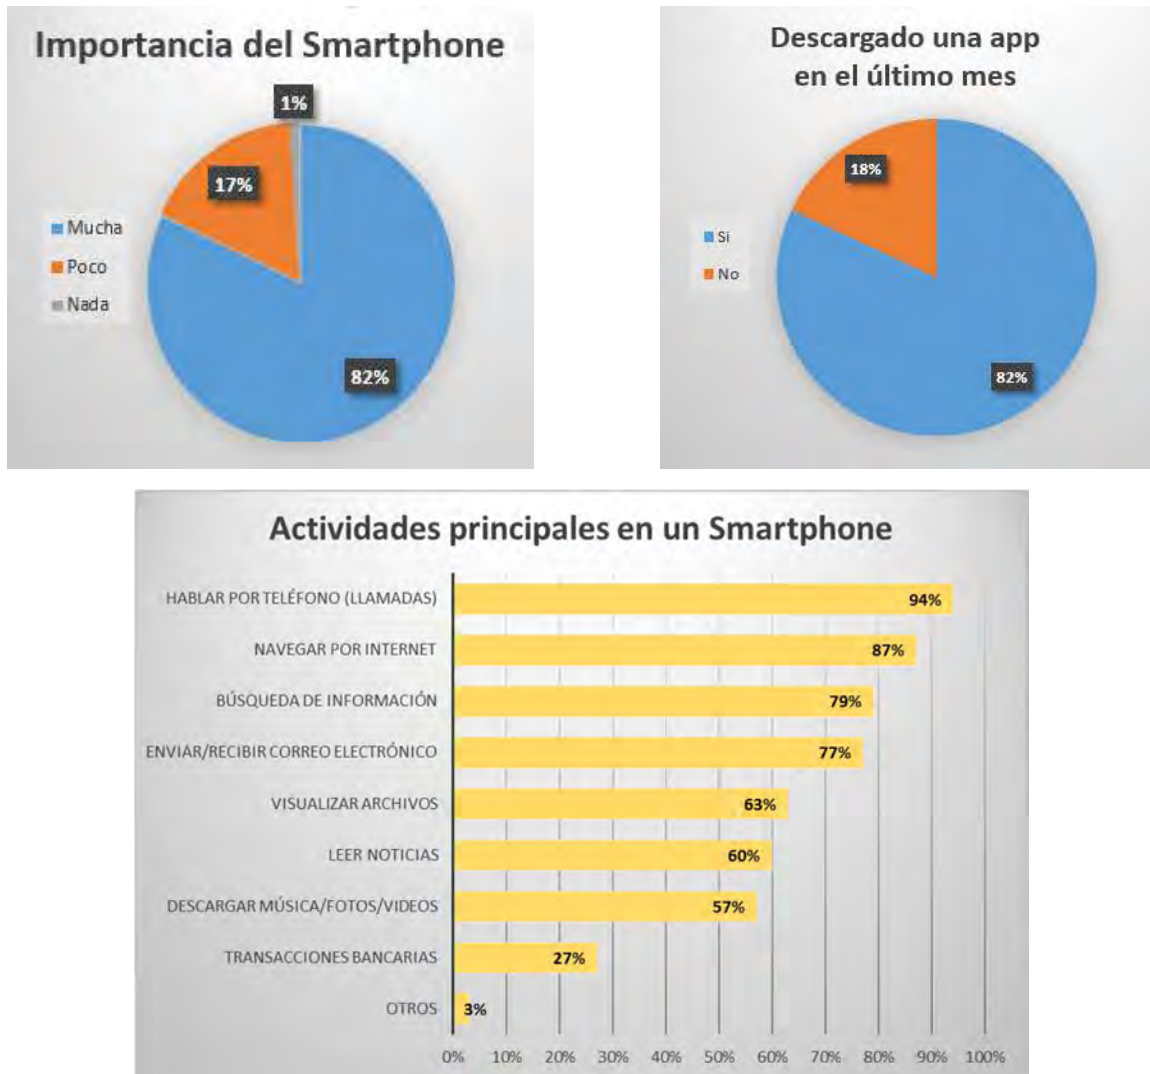 Importancia del Smartphone
1%
17%
Mucha
Poco
Nada
82%
Descargado una app
en el último mes
18%
Si
No
82%
Actividades principales en un Smartphone
HABLAR POR TELÉFONO (LLAMADAS) 94%
NAVEGAR POR INTERNET 87%
BÚSQUEDA DE INFORMACIÓN 79%
ENVIAR/RECIBIR CORREO ELECTRÓNICO 77%
VISUALIZAR ARCHIVOS 63%
LEER NOTICIAS 60%
DESCARGAR MÚSICA/FOTOS/VIDEOS 57%
TRANSACCIONES BANCARIAS 27%
OTROS 3%
0% 10% 20% 30% 40% 50% 60% 70% 80% 90% 100%